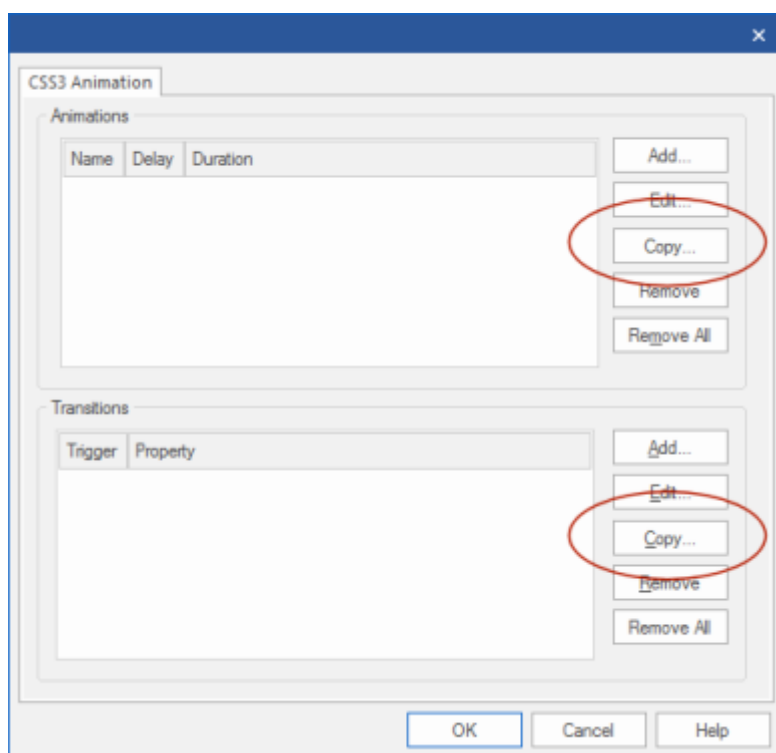 CSS3 Animation
Animations
Name Delay Duration
Add...
Edit...
Copy...
Remove
Remove All
Transitions
Trigger Property
Add...
Edit...
Copy...
Remove
Remove All
OK Cancel Help